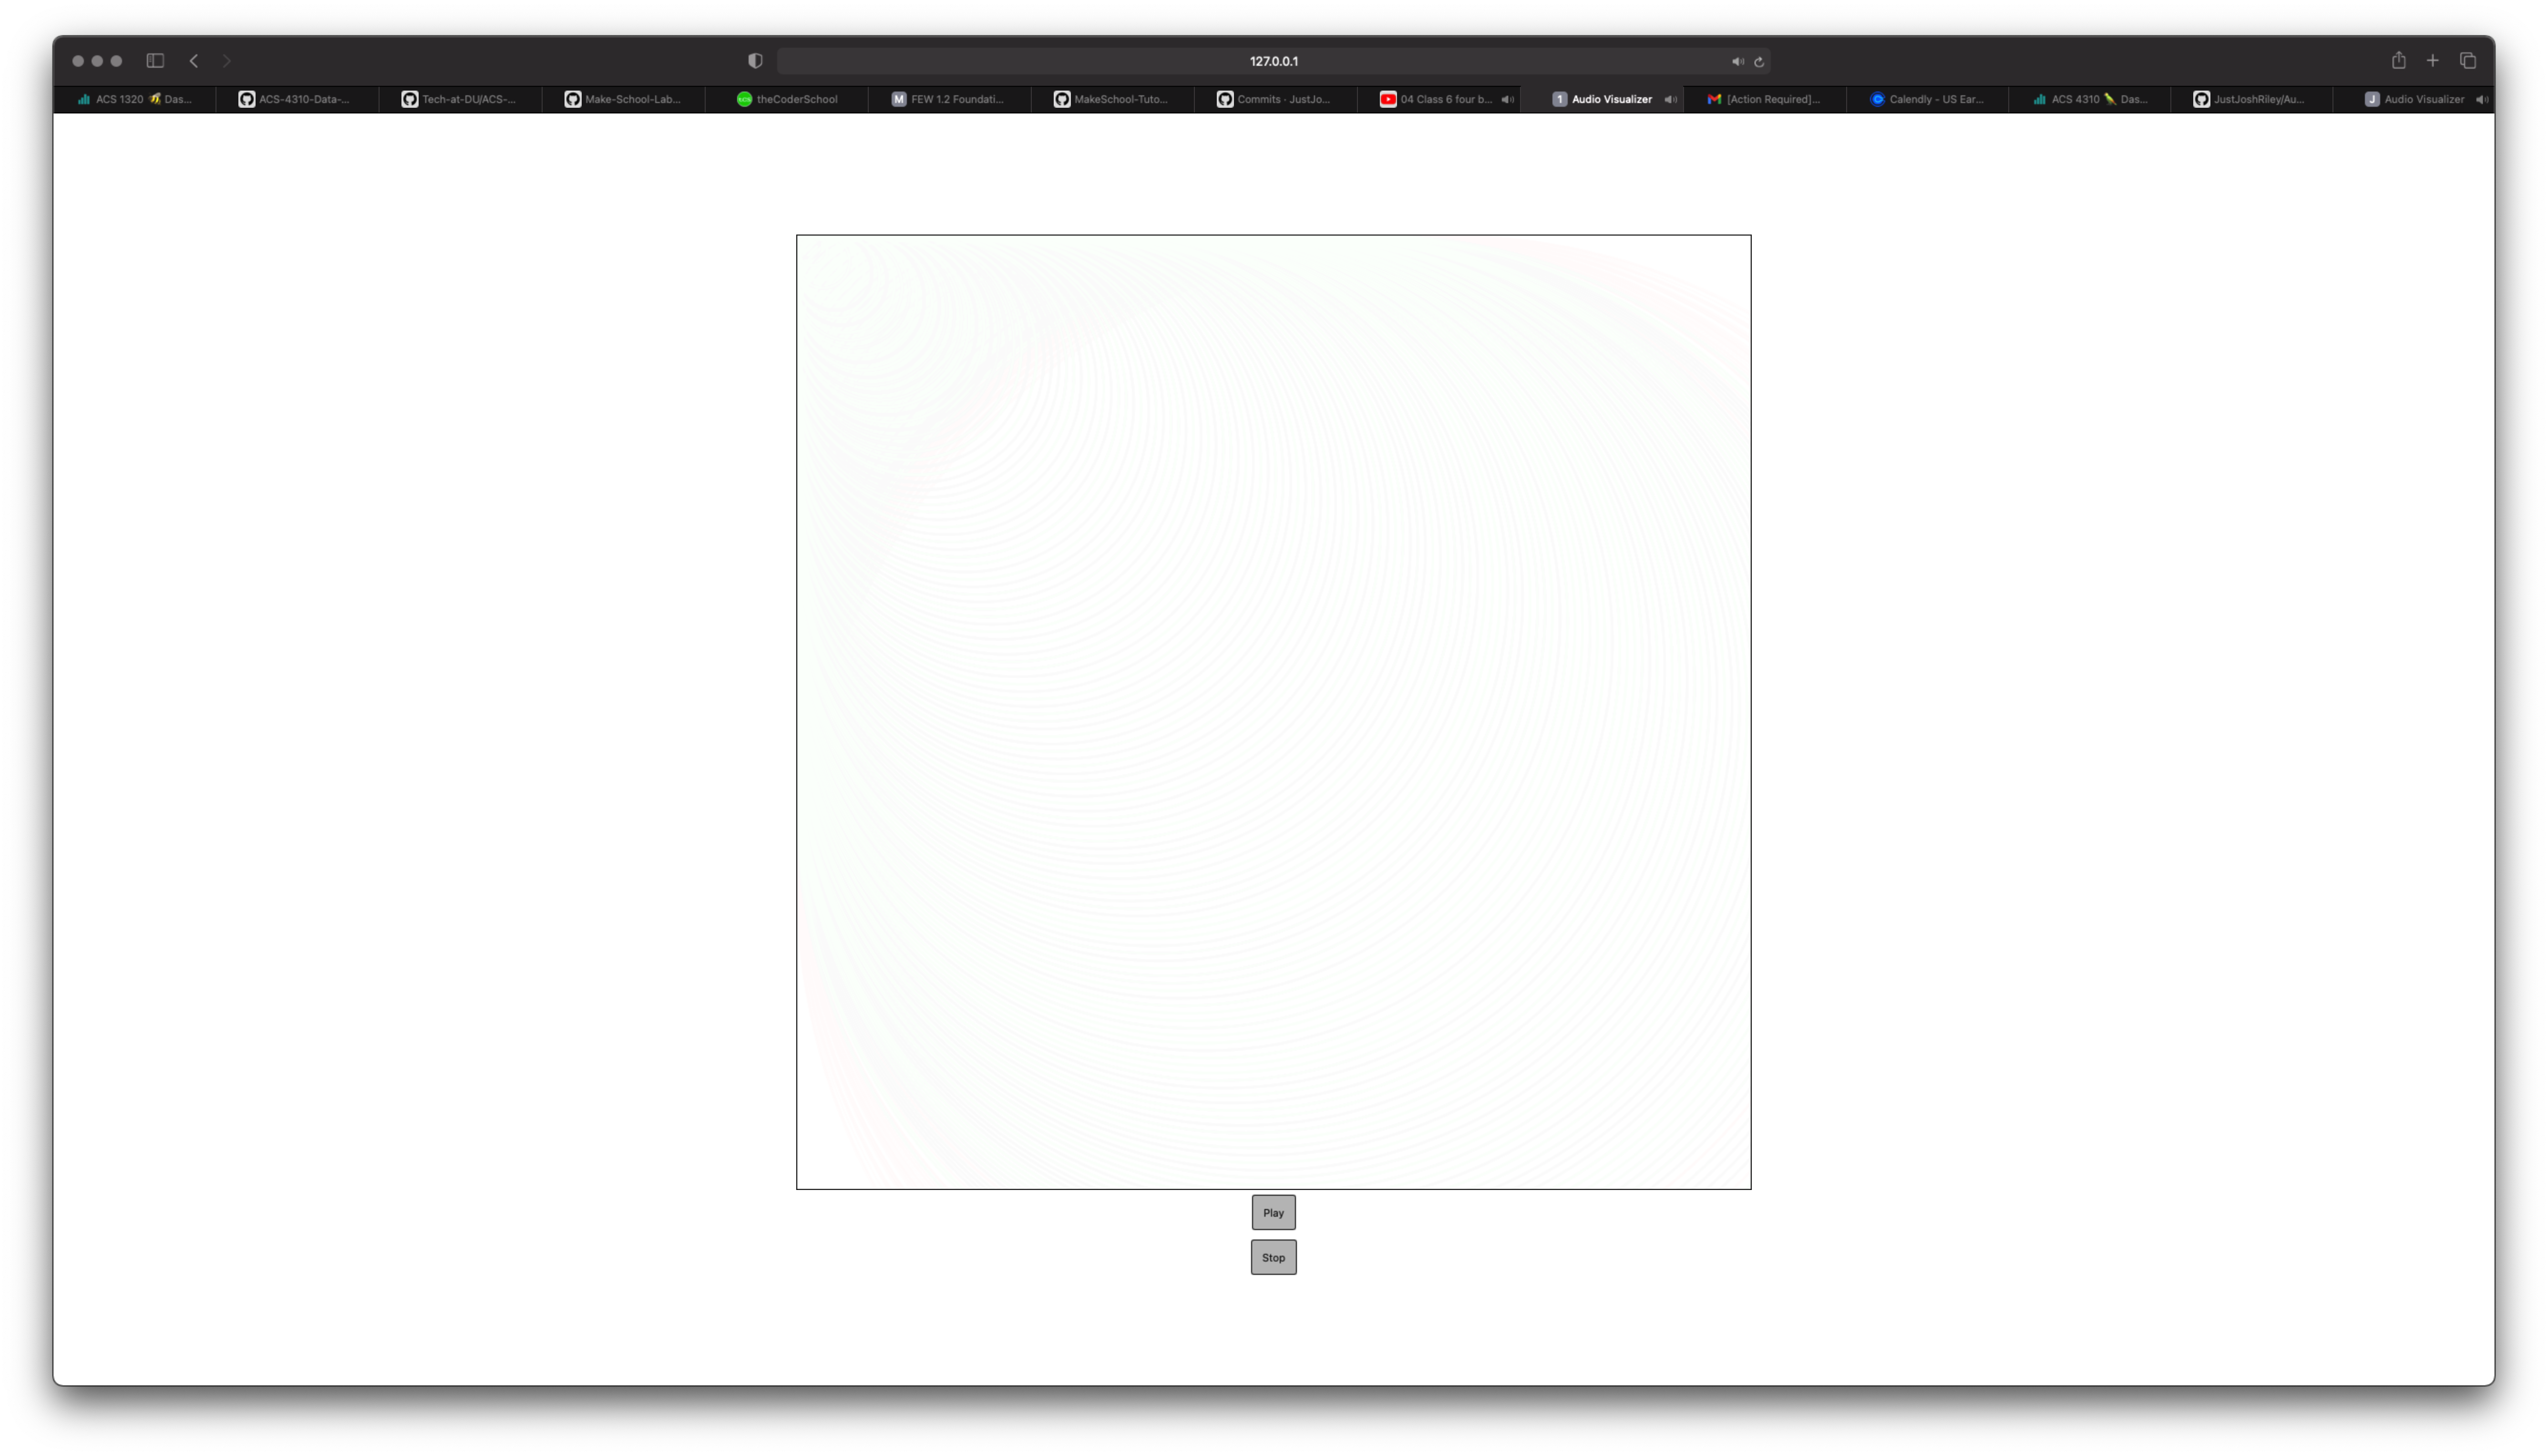 127.0.0.1
ACS 1320 🐝 Das... ACS-4310-Data-... Tech-at-DU/ACS-... Make-School-Lab... theCoderSchool M FEW 1.2 Foundati... MakeSchool-Tuto... Commits · JustJo... 04 Class 6 four b... 1 Audio Visualizer [Action Required]... Calendly - US Ear... ACS 4310 🦜 Das... JustJoshRiley/Au... J Audio Visualizer
Play
Stop